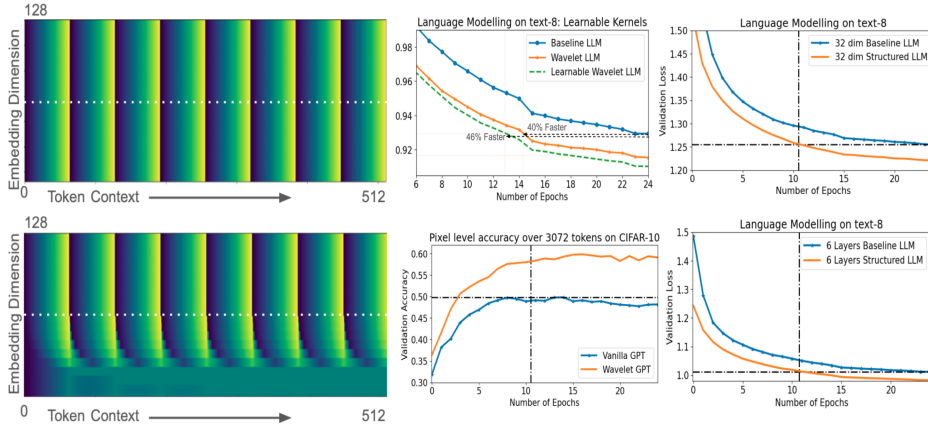 128
Embedding Dimension
0
Token Context
512
Language Modelling on text-8: Learnable Kernels
Baseline LLM
Wavelet LLM
Learnable Wavelet LLM
40% Faster
46% Faster
0.98
0.96
0.94
0.92
6 8 10 12 14 16 18 20 22 24
Number of Epochs
Language Modelling on text-8
32 dim Baseline LLM
32 dim Structured LLM
Validation Loss
1.50
1.45
1.40
1.35
1.30
1.25
1.20
0 5 10 15 20
Number of Epochs
128
Embedding Dimension
0
Token Context
512
Pixel level accuracy over 3072 tokens on CIFAR-10
Validation Accuracy
0.60
0.55
0.50
0.45
0.40
0.35
0.30
Vanilla GPT
Wavelet GPT
0 5 10 15 20
Number of Epochs
Language Modelling on text-8
6 Layers Baseline LLM
6 Layers Structured LLM
Validation Loss
1.5
1.4
1.3
1.2
1.1
1.0
0 5 10 15 20
Number of Epochs